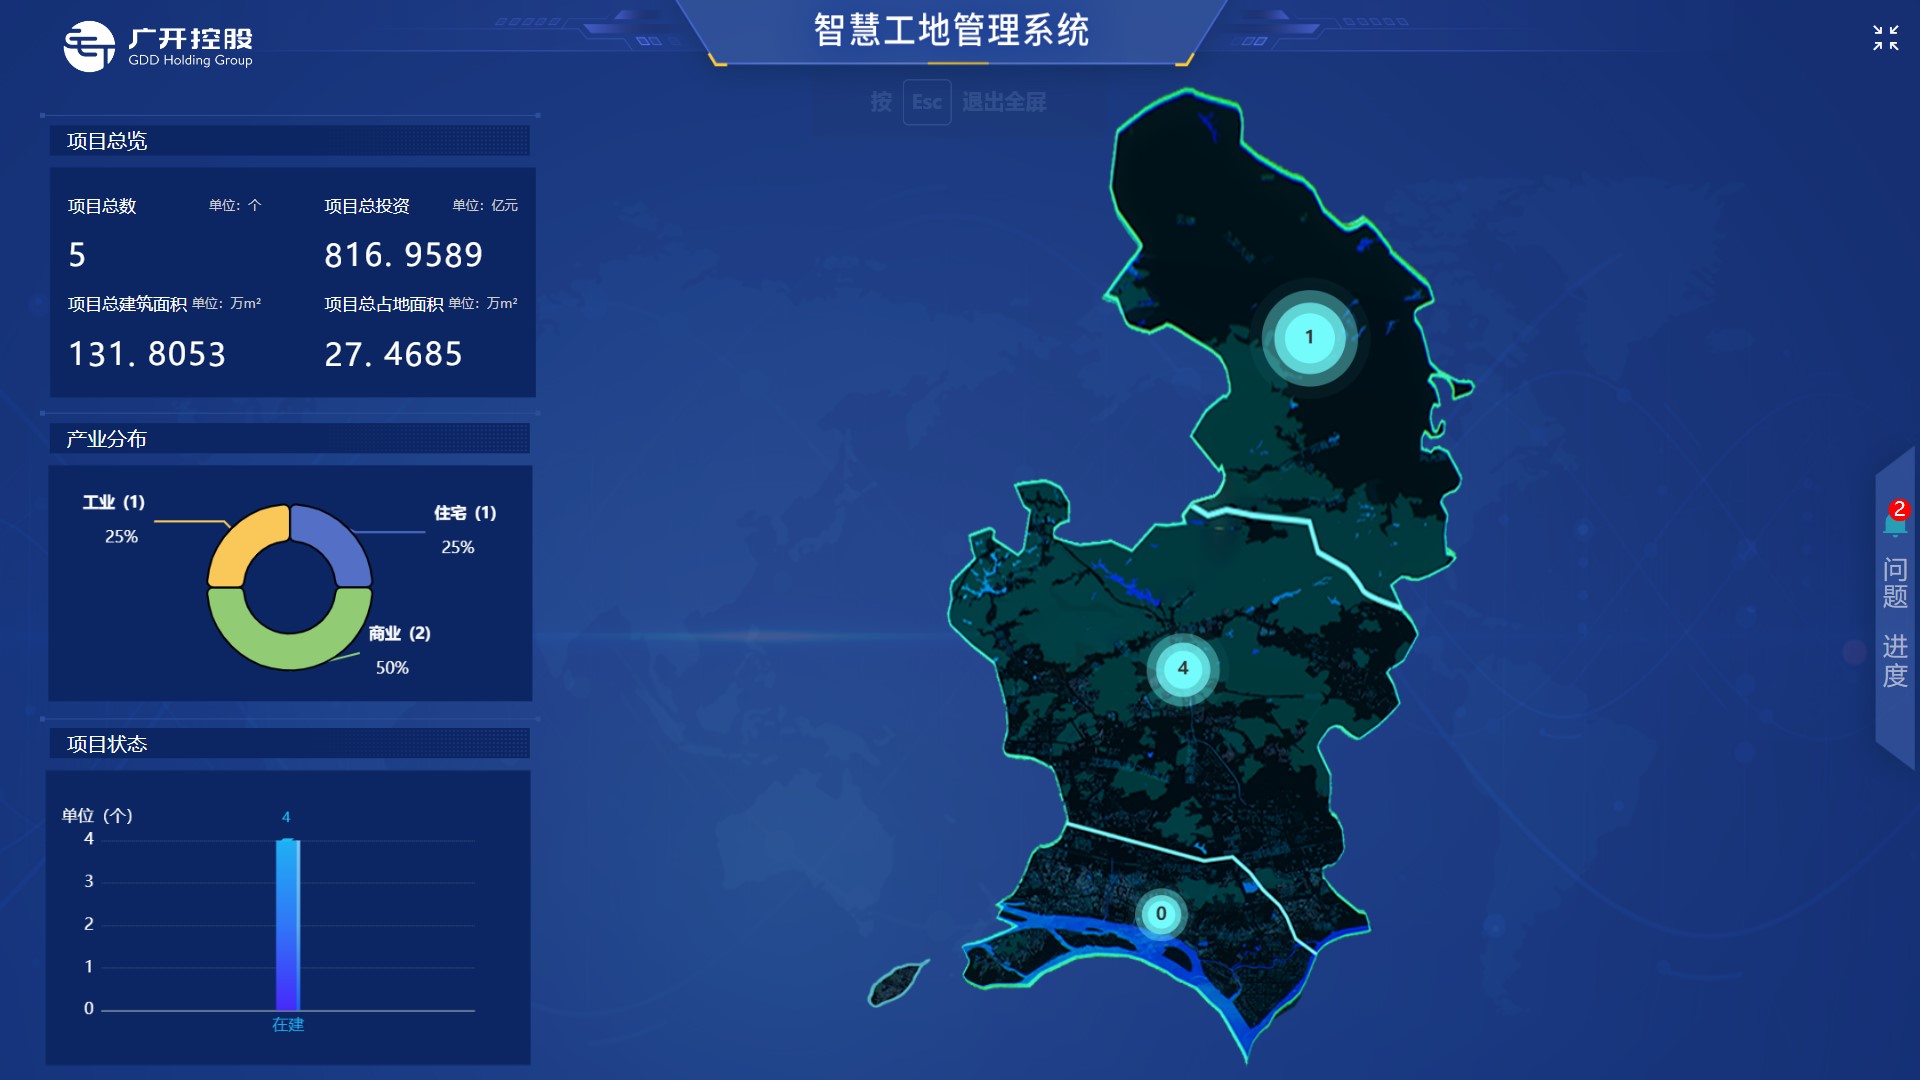 广开控股
GDD Holding Group
智慧工地管理系统
按 Esc 退出全屏
项目总览
项目总数 单位：个
5
项目总投资 单位：亿元
816.9589
项目总建筑面积 单位：万m²
131.8053
项目总占地面积 单位：万m²
27.4685
产业分布
工业（1）
25%
住宅（1）
25%
商业（2）
50%
项目状态
单位（个）
4
4
3
2
1
0
在建
1
4
0
2
问题
进度